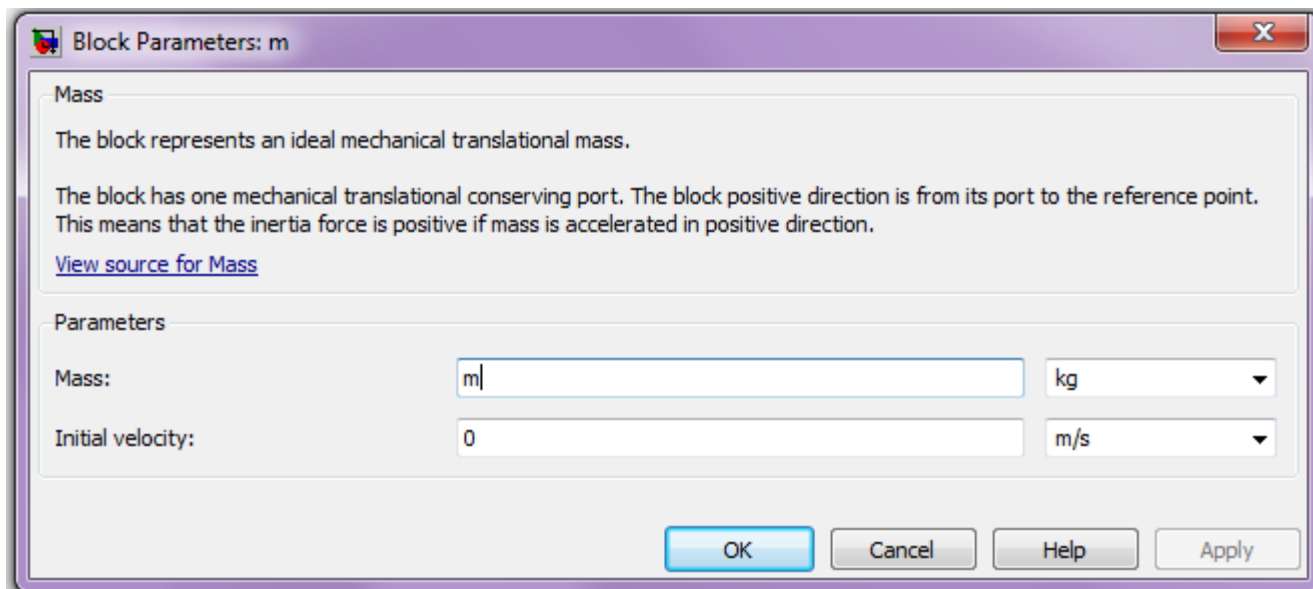 Block Parameters: m
Mass
The block represents an ideal mechanical translational mass.
The block has one mechanical translational conserving port. The block positive direction is from its port to the reference point.
This means that the inertia force is positive if mass is accelerated in positive direction.
View source for Mass
Parameters
Mass: m kg
Initial velocity: 0 m/s
OK Cancel Help Apply